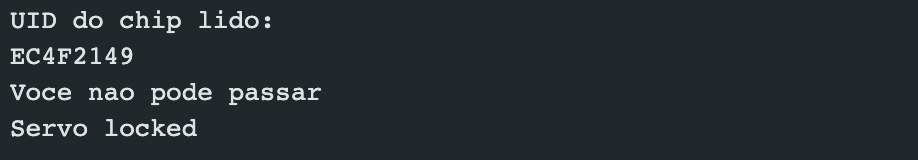 UID do chip lido:
EC4F2149
Voce nao pode passar
Servo locked